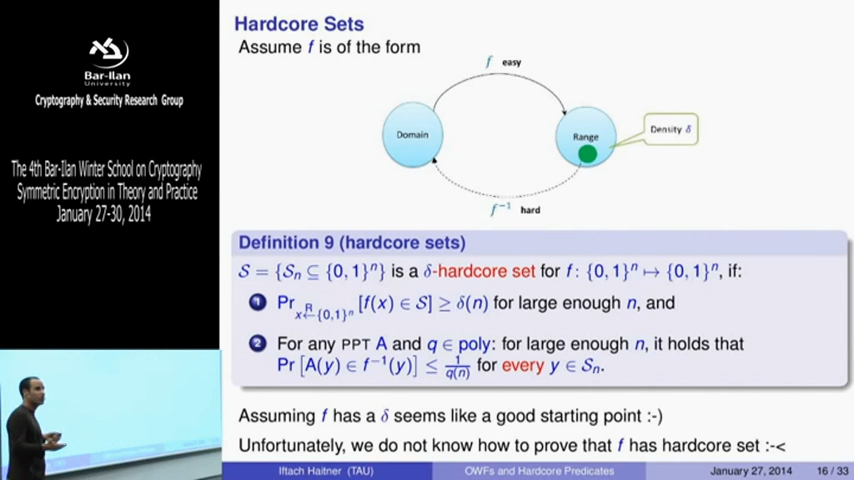 Bar-Ilan
University
Cryptography & Security Research Group
The 4th Bar-Ilan Winter School on Cryptography
Symmetric Encryption in Theory and Practice
January 27-30, 2014
Hardcore Sets
Assume f is of the form
f easy
Domain
Range
Density δ
f⁻¹ hard
Definition 9 (hardcore sets)
𝒮 = {𝒮ₙ ⊆ {0, 1}ⁿ} is a δ-hardcore set for f : {0, 1}ⁿ ↦ {0, 1}ⁿ, if:
1 Pr_{x ←^R {0,1}ⁿ} [f(x) ∈ 𝒮] ≥ δ(n) for large enough n, and
2 For any PPT A and q ∈ poly: for large enough n, it holds that
Pr [A(y) ∈ f⁻¹(y)] ≤ 1/q(n) for every y ∈ 𝒮ₙ.
Assuming f has a δ seems like a good starting point :-)
Unfortunately, we do not know how to prove that f has hardcore set :-<
Iftach Haitner (TAU) OWFs and Hardcore Predicates January 27, 2014 16 / 33